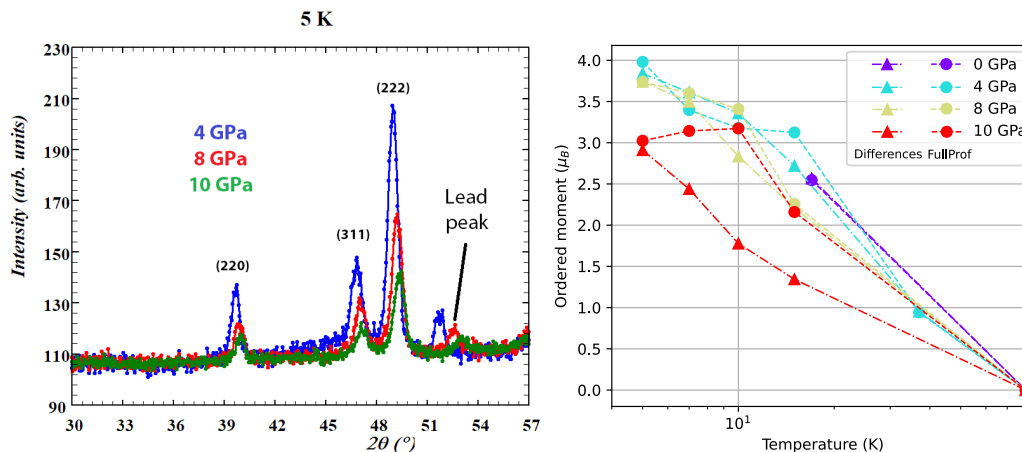 5 K
Intensity (arb. units)
230
210
190
170
150
130
110
90
(220)
(311)
(222)
4 GPa
8 GPa
10 GPa
Lead
peak
30 33 36 39 42 45 48 51 54 57
2θ (°)
Ordered moment (μB)
4.0
3.5
3.0
2.5
2.0
1.5
1.0
0.5
0.0
0 GPa
4 GPa
8 GPa
10 GPa
Differences FullProf
10¹
Temperature (K)